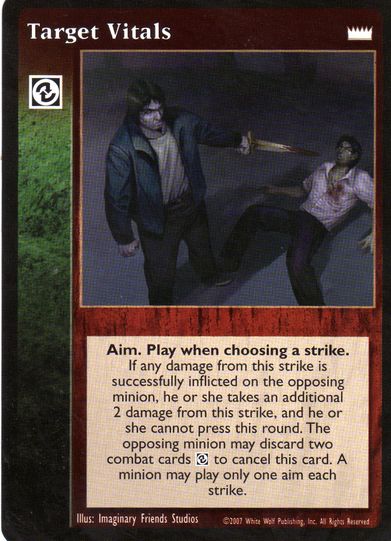 Target Vitals
Aim. Play when choosing a strike.
If any damage from this strike is
successfully inflicted on the opposing
minion, he or she takes an additional
2 damage from this strike, and he or
she cannot press this round. The
opposing minion may discard two
combat cards to cancel this card. A
minion may play only one aim each
strike.
Illus: Imaginary Friends Studios
©2007 White Wolf Publishing, Inc. All Rights Reserved